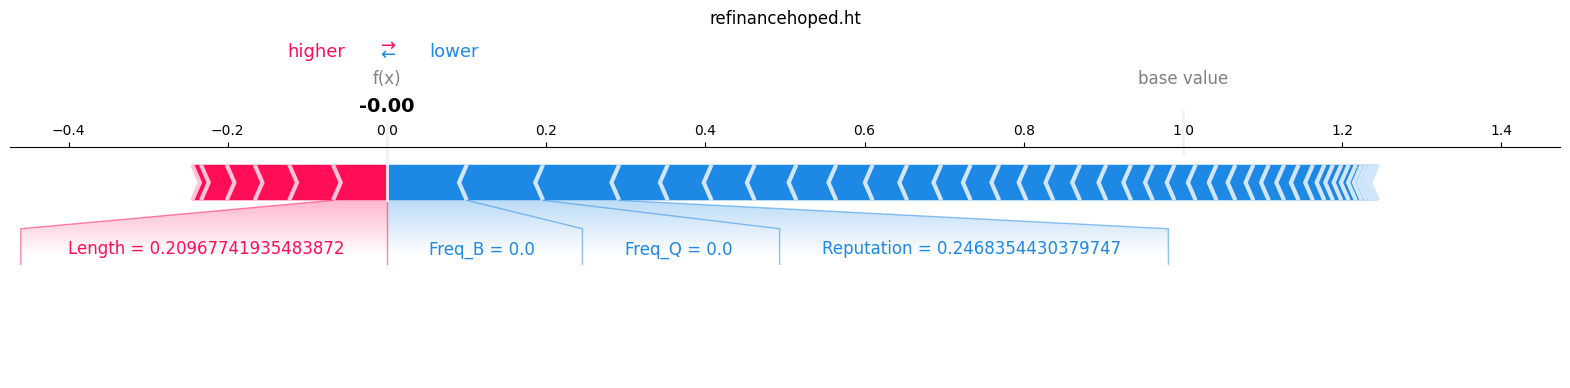 refinancehoped.ht
higher → ← lower
f(x) base value
-0.00
−0.4 −0.2 0.0 0.2 0.4 0.6 0.8 1.0 1.2 1.4
Length = 0.20967741935483872 Freq_B = 0.0 Freq_Q = 0.0 Reputation = 0.2468354430379747